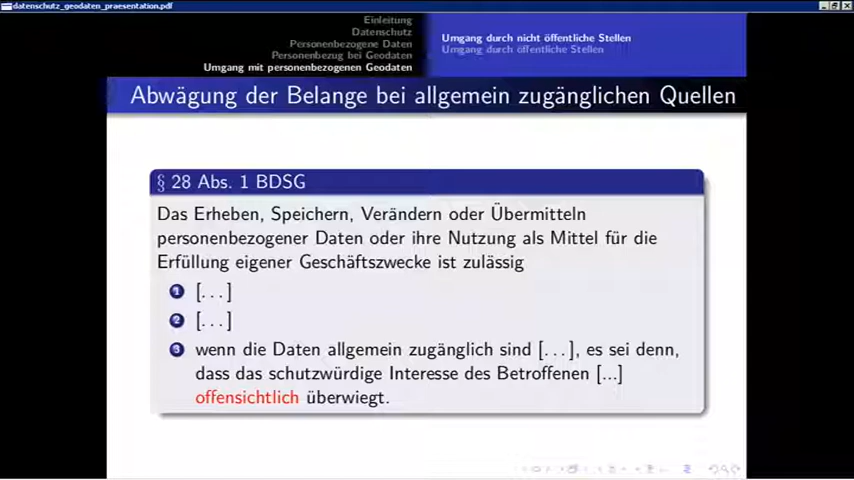 datenschutz_geodaten_praesentation.pdf
Einleitung
Datenschutz
Personenbezogene Daten
Personenbezug bei Geodaten
Umgang mit personenbezogenen Geodaten
Umgang durch nicht öffentliche Stellen
Umgang durch öffentliche Stellen
Abwägung der Belange bei allgemein zugänglichen Quellen
§ 28 Abs. 1 BDSG
Das Erheben, Speichern, Verändern oder Übermitteln
personenbezogener Daten oder ihre Nutzung als Mittel für die
Erfüllung eigener Geschäftszwecke ist zulässig
1 [...]
2 [...]
3 wenn die Daten allgemein zugänglich sind [...], es sei denn,
dass das schutzwürdige Interesse des Betroffenen [...]
offensichtlich überwiegt.